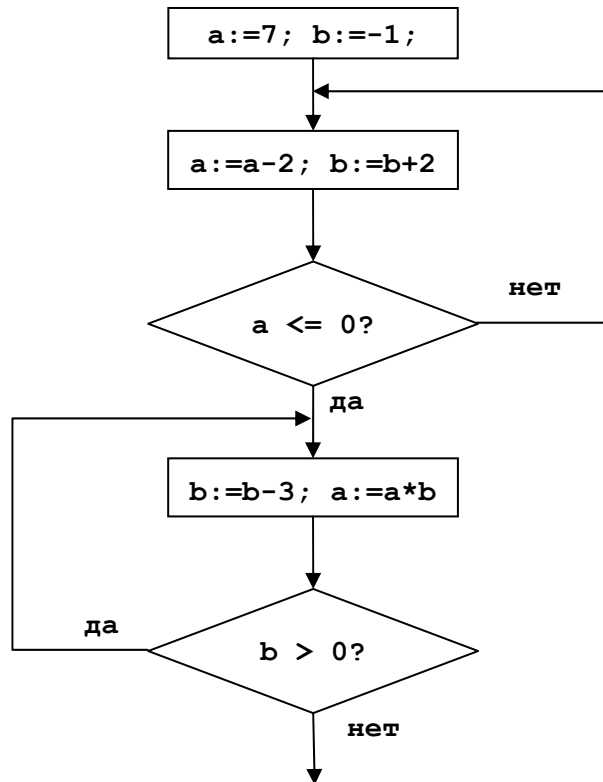 a:=7; b:=-1;
a:=a-2; b:=b+2
нет
a <= 0?
да
b:=b-3; a:=a*b
да
b > 0?
нет